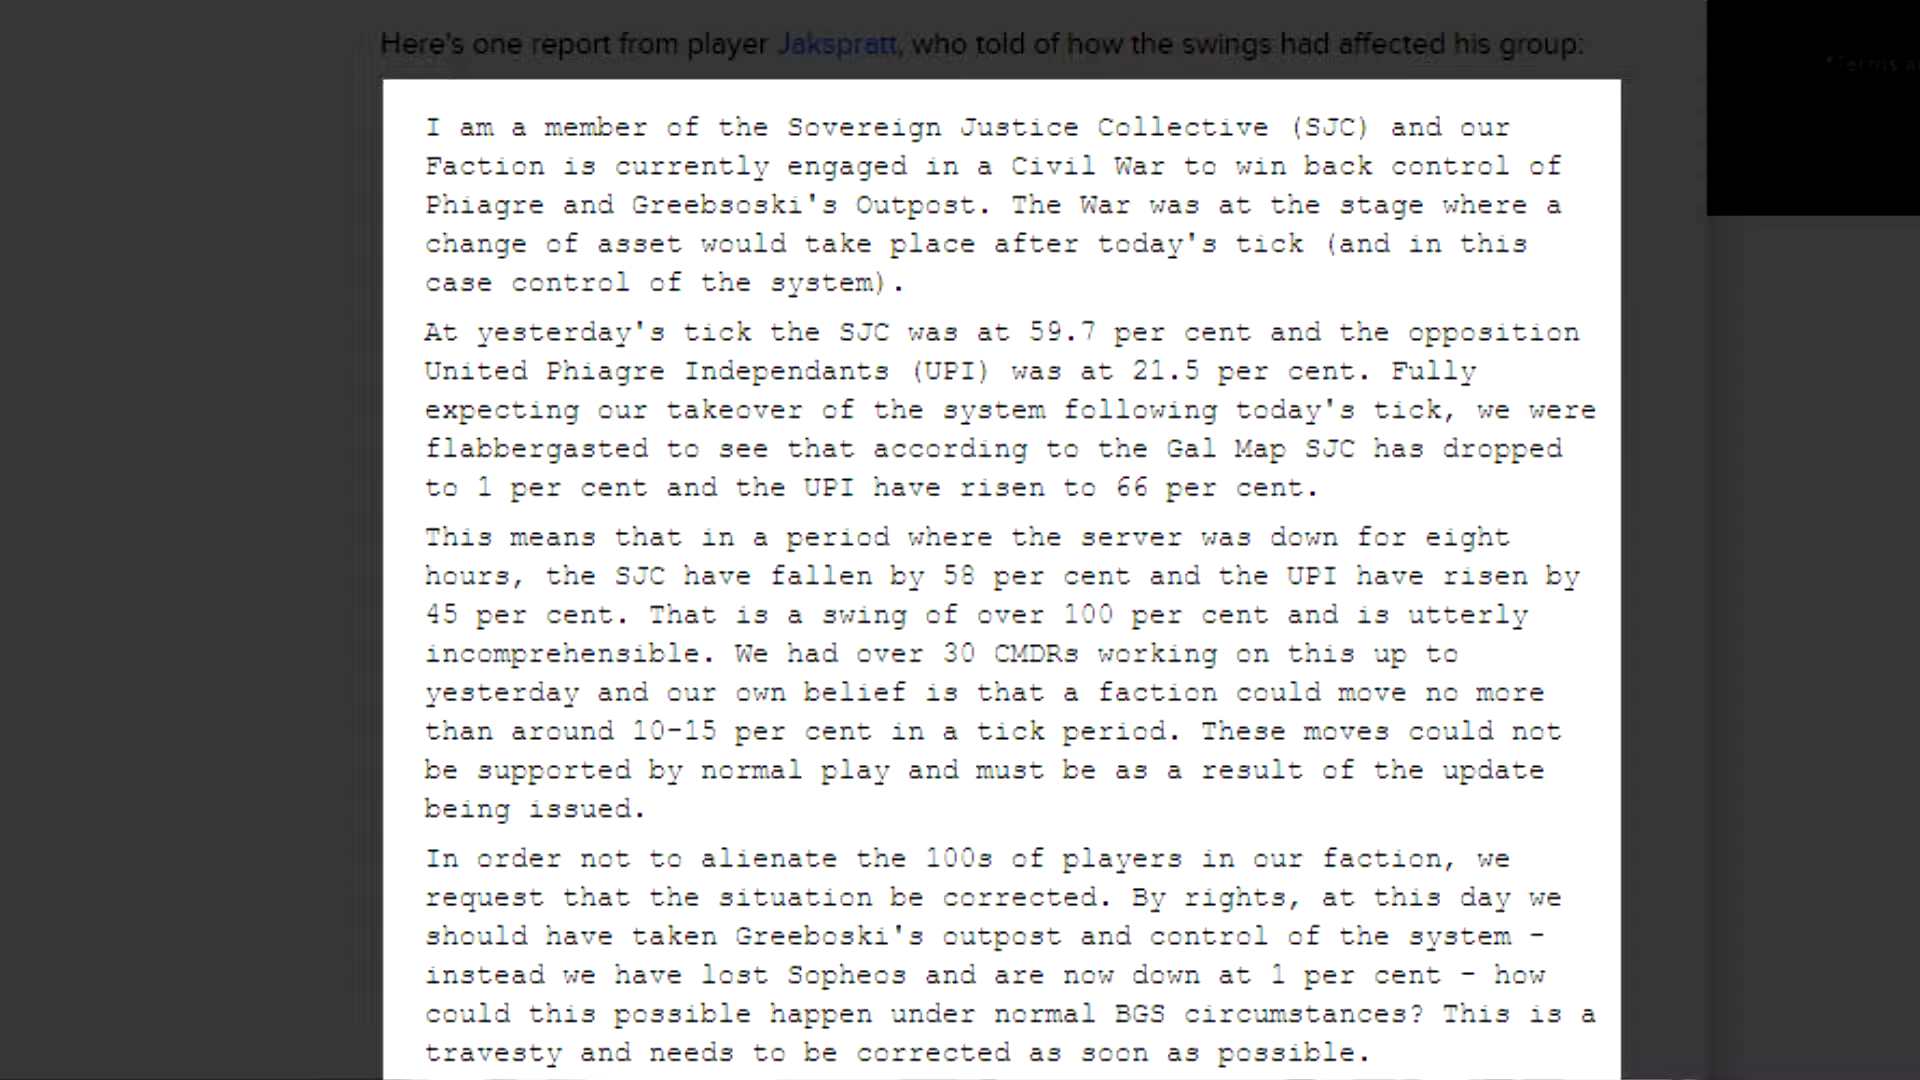 Here's one report from player Jakspratt, who told of how the swings had affected his group:
*Terms a
I am a member of the Sovereign Justice Collective (SJC) and our
Faction is currently engaged in a Civil War to win back control of
Phiagre and Greebsoski's Outpost. The War was at the stage where a
change of asset would take place after today's tick (and in this
case control of the system).
At yesterday's tick the SJC was at 59.7 per cent and the opposition
United Phiagre Independants (UPI) was at 21.5 per cent. Fully
expecting our takeover of the system following today's tick, we were
flabbergasted to see that according to the Gal Map SJC has dropped
to 1 per cent and the UPI have risen to 66 per cent.
This means that in a period where the server was down for eight
hours, the SJC have fallen by 58 per cent and the UPI have risen by
45 per cent. That is a swing of over 100 per cent and is utterly
incomprehensible. We had over 30 CMDRs working on this up to
yesterday and our own belief is that a faction could move no more
than around 10-15 per cent in a tick period. These moves could not
be supported by normal play and must be as a result of the update
being issued.
In order not to alienate the 100s of players in our faction, we
request that the situation be corrected. By rights, at this day we
should have taken Greeboski's outpost and control of the system -
instead we have lost Sopheos and are now down at 1 per cent - how
could this possible happen under normal BGS circumstances? This is a
travesty and needs to be corrected as soon as possible.